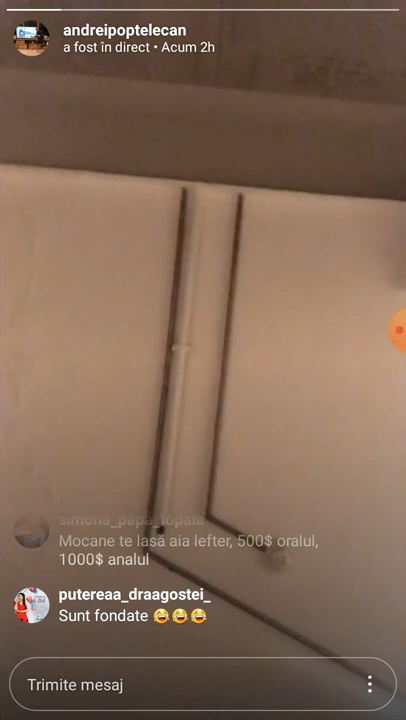 andreipoptelecan
a fost în direct • Acum 2h
simona_papa_topala
Mocane te lasă aia lefter, 500$ oralul,
1000$ analul
putereaa_draagostei_
Sunt fondate 😂😂😂
Trimite mesaj